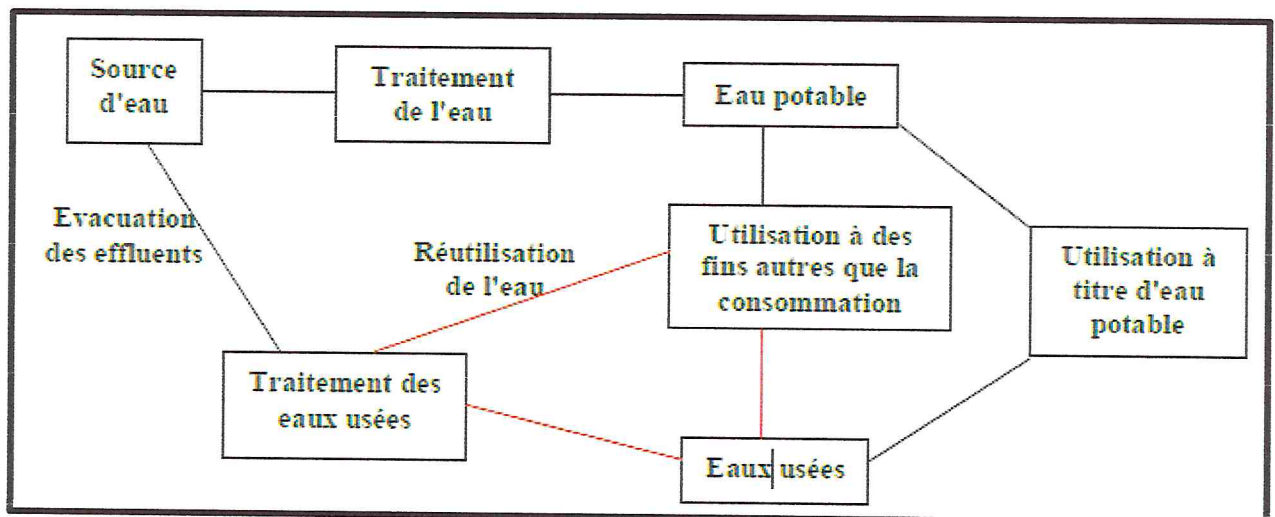 Source
d'eau
Traitement
de l'eau
Eau potable
Evacuation
des effluents
Réutilisation
de l'eau
Utilisation à des
fins autres que la
consommation
Utilisation à
titre d'eau
potable
Traitement des
eaux usées
Eaux usées